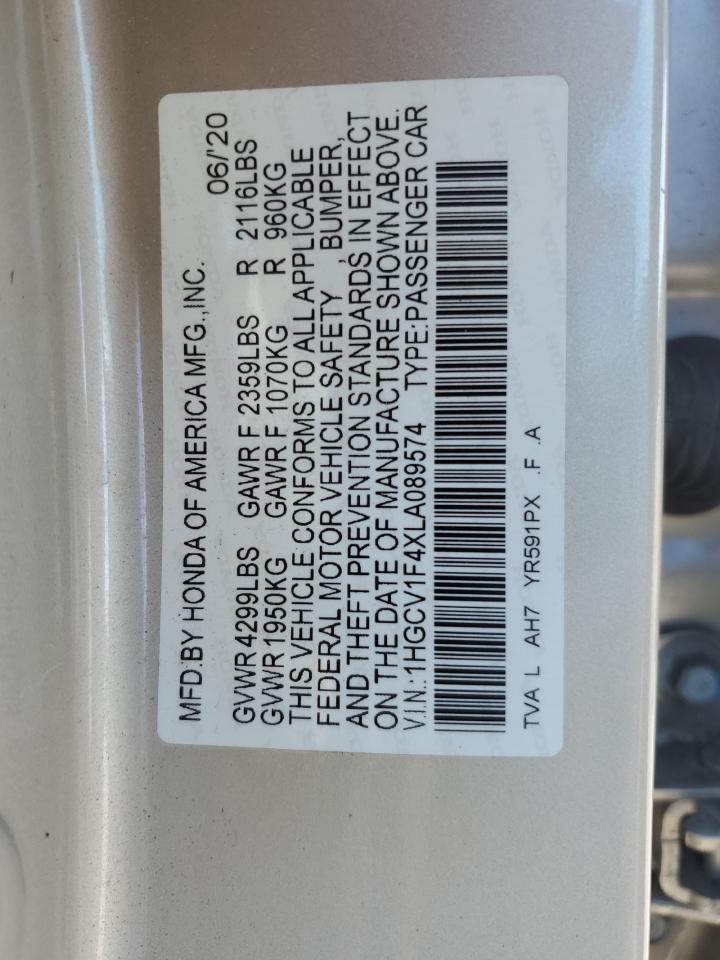 MFD.BY HONDA OF AMERICA MFG.,INC. 06/'20
GVWR 4299LBS GAWR F 2359LBS R 2116LBS
GVWR 1950KG GAWR F 1070KG R 960KG
THIS VEHICLE CONFORMS TO ALL APPLICABLE
FEDERAL MOTOR VEHICLE SAFETY , BUMPER,
AND THEFT PREVENTION STANDARDS IN EFFECT
ON THE DATE OF MANUFACTURE SHOWN ABOVE.
V.I.N.: 1HGCV1F4XLA089574 TYPE:PASSENGER CAR
TVA L AH7 YR591PX .F .A